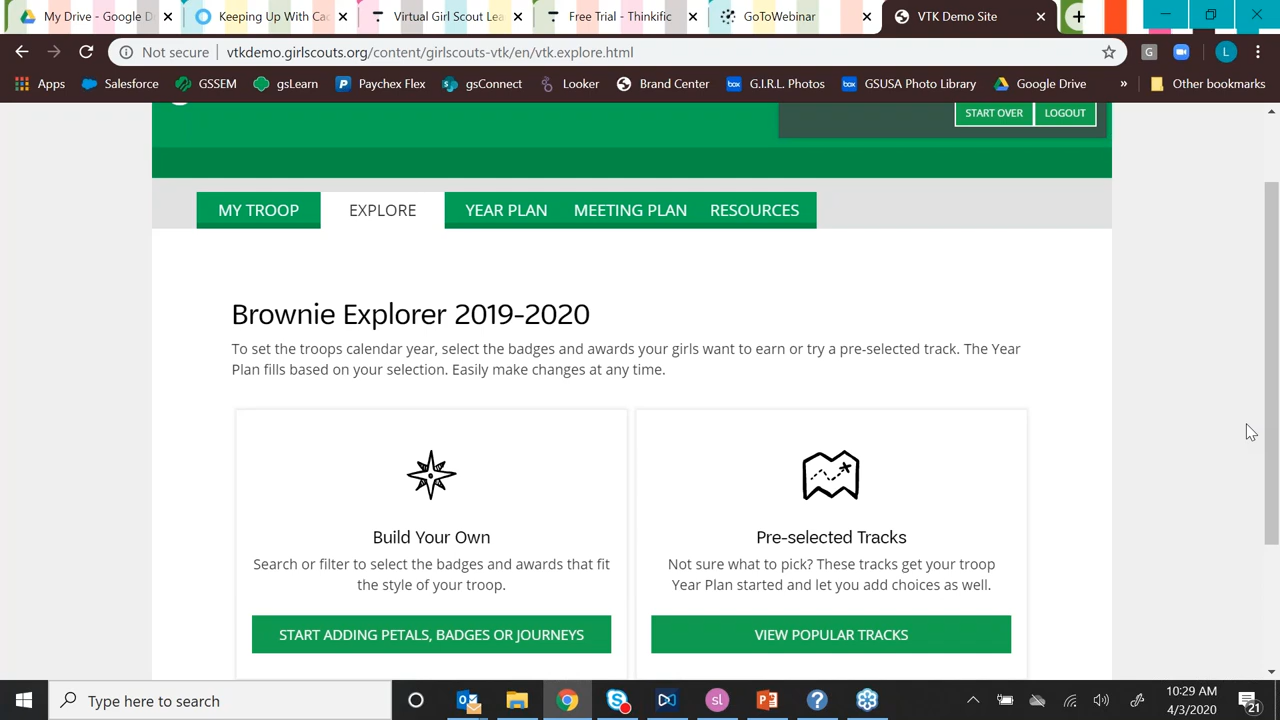 My Drive - Google D
Keeping Up With Cac
Virtual Girl Scout Lea
Free Trial - Thinkific
GoToWebinar
VTK Demo Site
Not secure
vtkdemo.girlscouts.org/content/girlscouts-vtk/en/vtk.explore.html
G
L
Apps
Salesforce
GSSEM
gsLearn
Paychex Flex
gsConnect
Looker
Brand Center
G.I.R.L. Photos
GSUSA Photo Library
Google Drive
»
Other bookmarks
START OVER
LOGOUT
MY TROOP
EXPLORE
YEAR PLAN
MEETING PLAN
RESOURCES
Brownie Explorer 2019-2020
To set the troops calendar year, select the badges and awards your girls want to earn or try a pre-selected track. The Year
Plan fills based on your selection. Easily make changes at any time.
Build Your Own
Search or filter to select the badges and awards that fit
the style of your troop.
START ADDING PETALS, BADGES OR JOURNEYS
Pre-selected Tracks
Not sure what to pick? These tracks get your troop
Year Plan started and let you add choices as well.
VIEW POPULAR TRACKS
Type here to search
sl
10:29 AM
4/3/2020
21